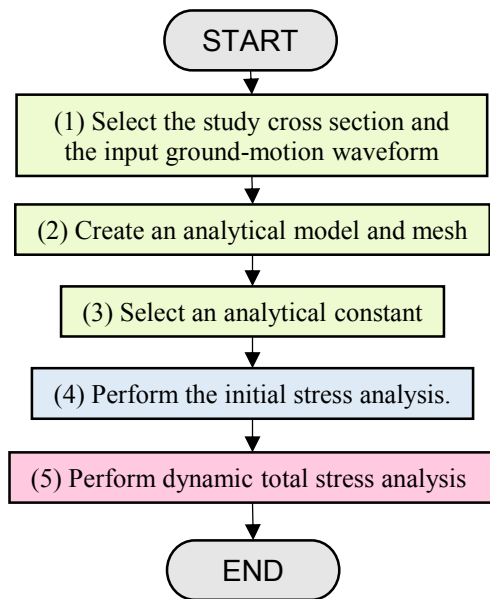 START
(1) Select the study cross section and
the input ground-motion waveform
(2) Create an analytical model and mesh
(3) Select an analytical constant
(4) Perform the initial stress analysis.
(5) Perform dynamic total stress analysis
END